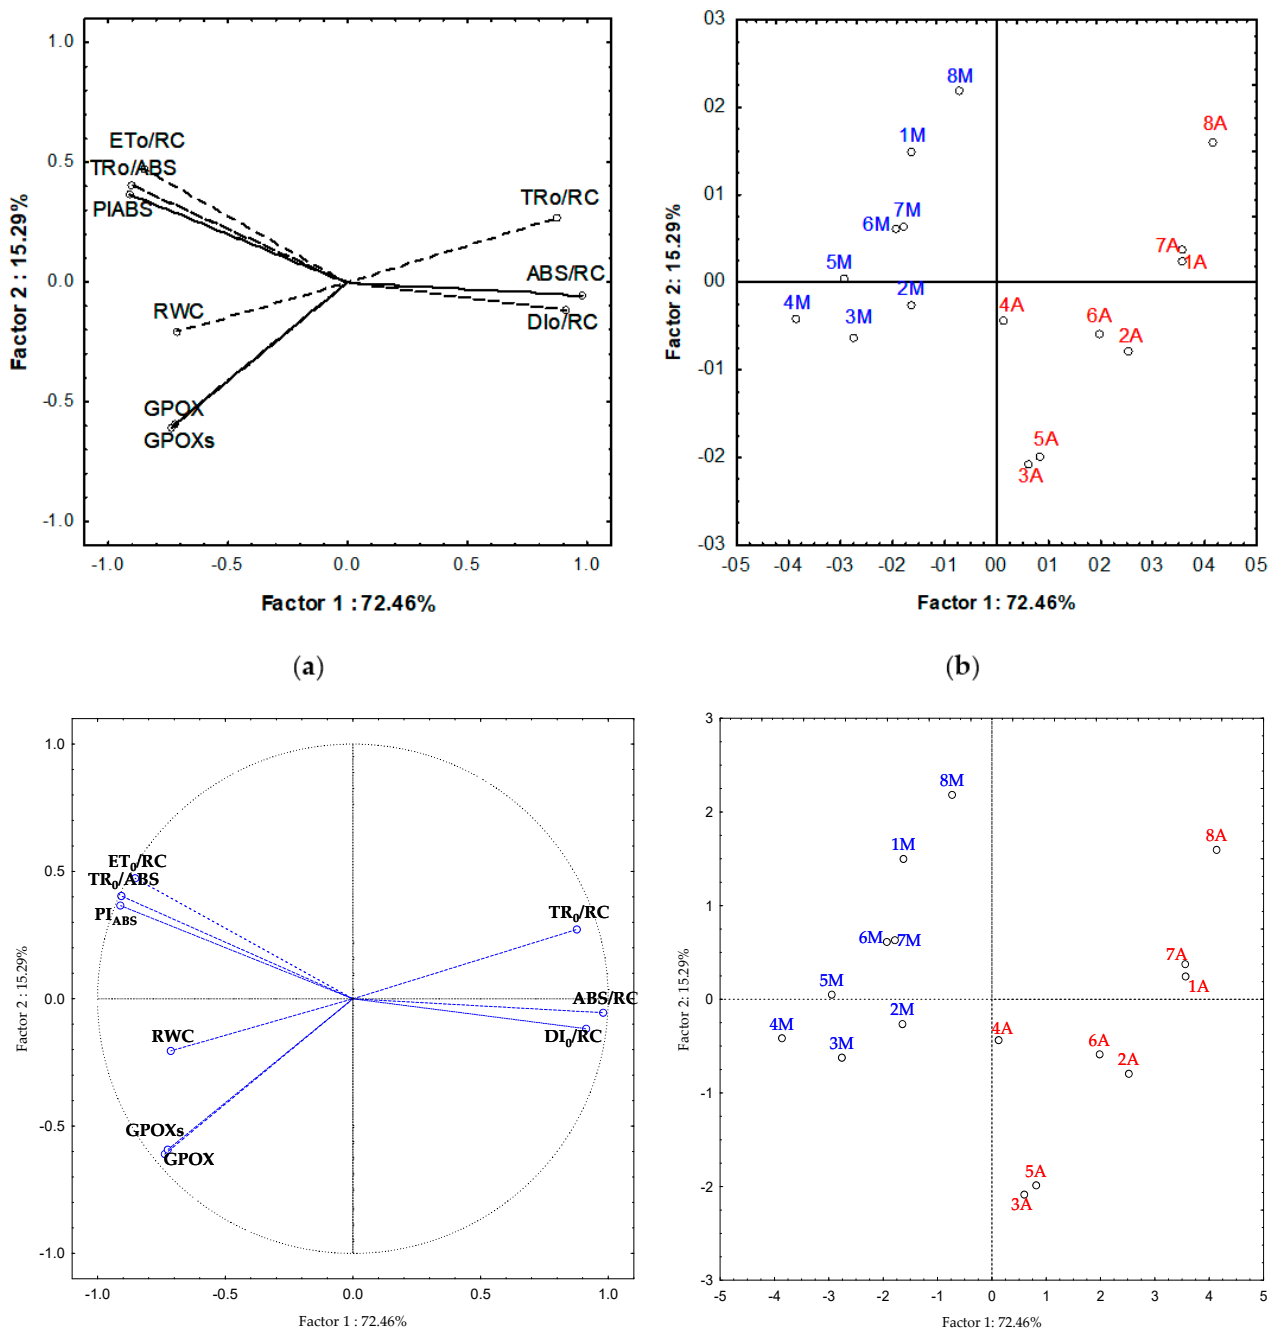 1.0
0.5
0.0
-0.5
-1.0
Factor 2 : 15.29%
ETo/RC
TRo/ABS
PIABS
TRo/RC
ABS/RC
DIo/RC
RWC
GPOX
GPOXs
-1.0 -0.5 0.0 0.5 1.0
Factor 1 : 72.46%
(a)
03
02
01
00
-01
-02
-03
Factor 2: 15.29%
8M
1M
8A
7M
6M
7A
1A
5M
4M
3M
2M
4A
6A
2A
5A
3A
-05 -04 -03 -02 -01 00 01 02 03 04 05
Factor 1: 72.46%
(b)
1.0
0.5
0.0
-0.5
-1.0
Factor 2 : 15.29%
ET0/RC
TR0/ABS
PIABS
TR0/RC
ABS/RC
DI0/RC
RWC
GPOXs
GPOX
-1.0 -0.5 0.0 0.5 1.0
Factor 1 : 72.46%
3
2
1
0
-1
-2
-3
Factor 2: 15.29%
8M
1M
8A
6M 7M
7A
1A
5M
4M
3M
2M
4A
6A
2A
5A
3A
-5 -4 -3 -2 -1 0 1 2 3 4 5
Factor 1: 72.46%